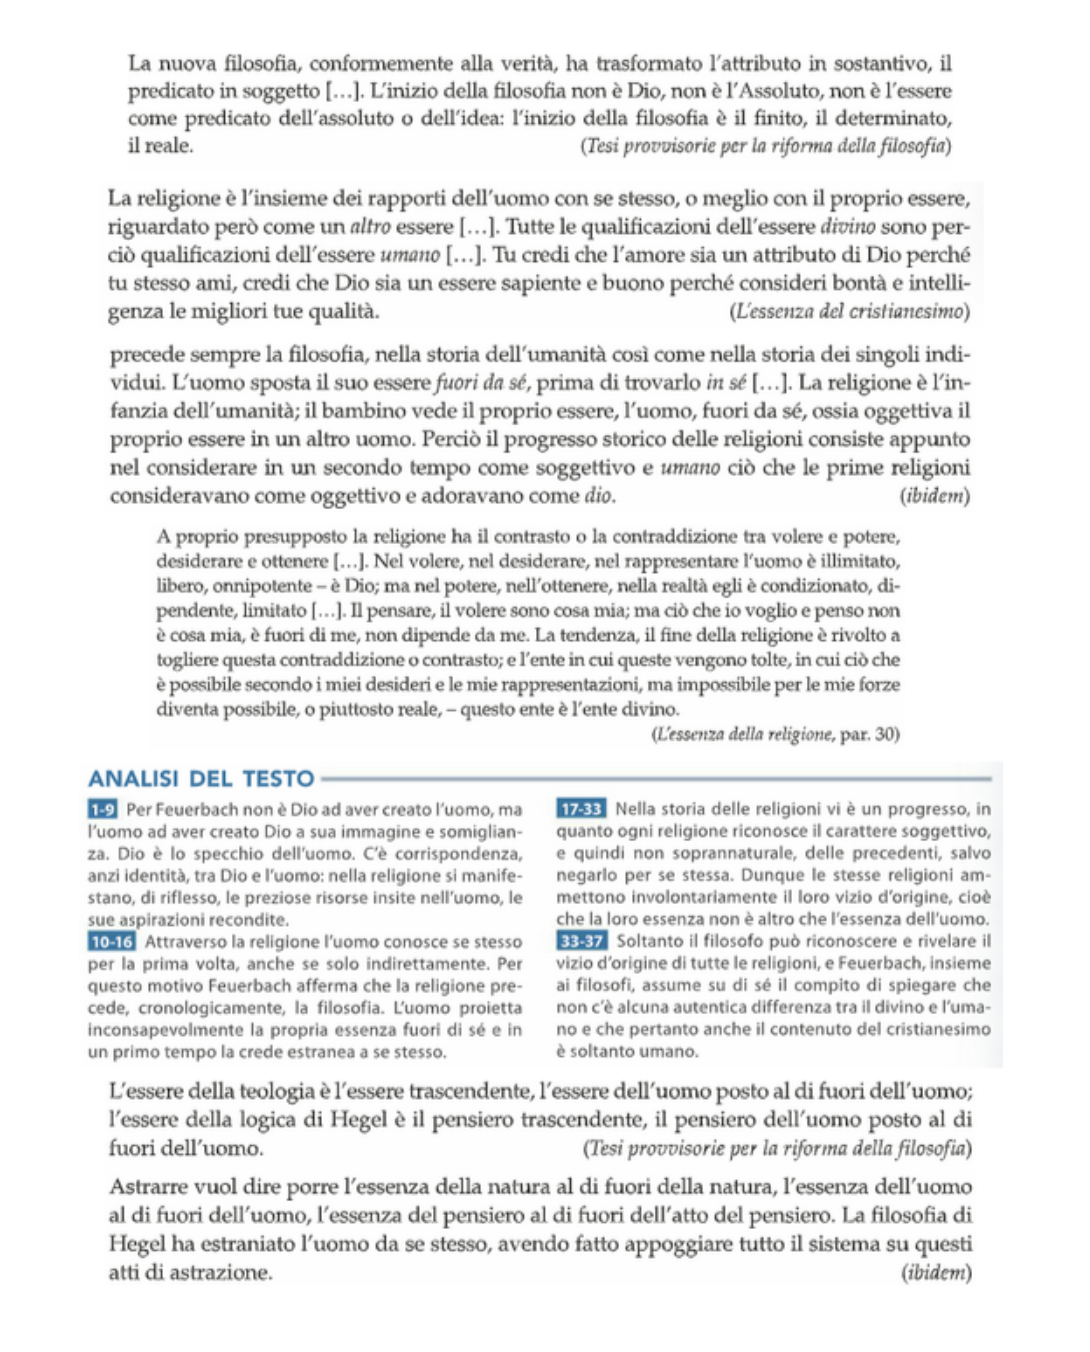 La nuova filosofia, conformemente alla verità, ha trasformato l'attributo in sostantivo, il
predicato in soggetto [...]. L'inizio della filosofia non è Dio, non è l'Assoluto, non è l'essere
come predicato dell'assoluto o dell'idea: l'inizio della filosofia è il finito, il determinato,
il reale. (Tesi provvisorie per la riforma della filosofia)
La religione è l'insieme dei rapporti dell'uomo con se stesso, o meglio con il proprio essere,
riguardato però come un altro essere [...]. Tutte le qualificazioni dell'essere divino sono per-
ciò qualificazioni dell'essere umano [...]. Tu credi che l'amore sia un attributo di Dio perché
tu stesso ami, credi che Dio sia un essere sapiente e buono perché consideri bontà e intelli-
genza le migliori tue qualità. (L'essenza del cristianesimo)
precede sempre la filosofia, nella storia dell'umanità così come nella storia dei singoli indi-
vidui. L'uomo sposta il suo essere fuori da sé, prima di trovarlo in sé [...]. La religione è l'in-
fanzia dell'umanità; il bambino vede il proprio essere, l'uomo, fuori da sé, ossia oggettiva il
proprio essere in un altro uomo. Perciò il progresso storico delle religioni consiste appunto
nel considerare in un secondo tempo come soggettivo e umano ciò che le prime religioni
consideravano come oggettivo e adoravano come dio. (ibidem)
A proprio presupposto la religione ha il contrasto o la contraddizione tra volere e potere,
desiderare e ottenere [...]. Nel volere, nel desiderare, nel rappresentare l'uomo è illimitato,
libero, onnipotente – è Dio; ma nel potere, nell'ottenere, nella realtà egli è condizionato, di-
pendente, limitato [...]. Il pensare, il volere sono cosa mia; ma ciò che io voglio e penso non
è cosa mia, è fuori di me, non dipende da me. La tendenza, il fine della religione è rivolto a
togliere questa contraddizione o contrasto; e l'ente in cui queste vengono tolte, in cui ciò che
è possibile secondo i miei desideri e le mie rappresentazioni, ma impossibile per le mie forze
diventa possibile, o piuttosto reale, – questo ente è l'ente divino.
(L'essenza della religione, par. 30)
ANALISI DEL TESTO
1-9 Per Feuerbach non è Dio ad aver creato l'uomo, ma
l'uomo ad aver creato Dio a sua immagine e somiglian-
za. Dio è lo specchio dell'uomo. C'è corrispondenza,
anzi identità, tra Dio e l'uomo: nella religione si manife-
stano, di riflesso, le preziose risorse insite nell'uomo, le
sue aspirazioni recondite.
10-16 Attraverso la religione l'uomo conosce se stesso
per la prima volta, anche se solo indirettamente. Per
questo motivo Feuerbach afferma che la religione pre-
cede, cronologicamente, la filosofia. L'uomo proietta
inconsapevolmente la propria essenza fuori di sé e in
un primo tempo la crede estranea a se stesso.
17-33 Nella storia delle religioni vi è un progresso, in
quanto ogni religione riconosce il carattere soggettivo,
e quindi non soprannaturale, delle precedenti, salvo
negarlo per se stessa. Dunque le stesse religioni am-
mettono involontariamente il loro vizio d'origine, cioè
che la loro essenza non è altro che l'essenza dell'uomo.
33-37 Soltanto il filosofo può riconoscere e rivelare il
vizio d'origine di tutte le religioni, e Feuerbach, insieme
ai filosofi, assume su di sé il compito di spiegare che
non c'è alcuna autentica differenza tra il divino e l'uma-
no e che pertanto anche il contenuto del cristianesimo
è soltanto umano.
L'essere della teologia è l'essere trascendente, l'essere dell'uomo posto al di fuori dell'uomo;
l'essere della logica di Hegel è il pensiero trascendente, il pensiero dell'uomo posto al di
fuori dell'uomo. (Tesi provvisorie per la riforma della filosofia)
Astrarre vuol dire porre l'essenza della natura al di fuori della natura, l'essenza dell'uomo
al di fuori dell'uomo, l'essenza del pensiero al di fuori dell'atto del pensiero. La filosofia di
Hegel ha estraniato l'uomo da se stesso, avendo fatto appoggiare tutto il sistema su questi
atti di astrazione. (ibidem)